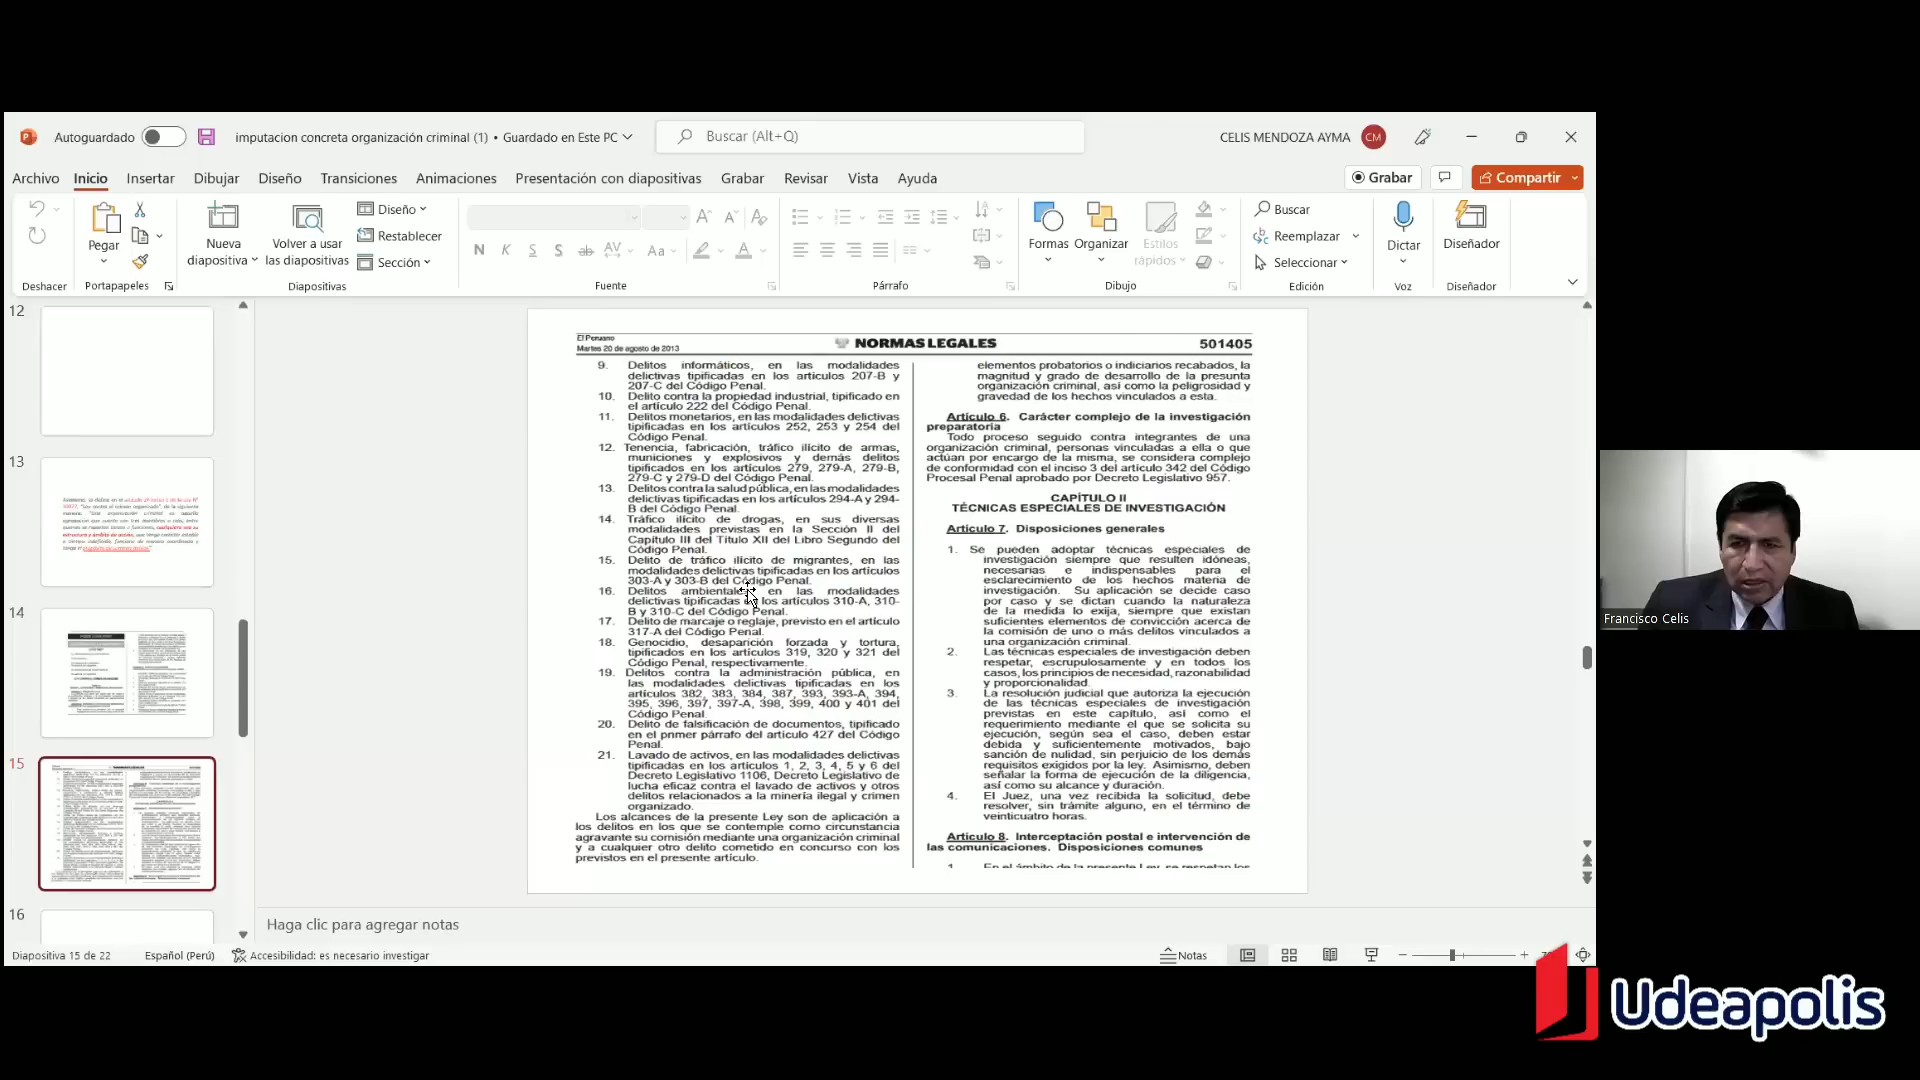 Autoguardado
imputacion concreta organización criminal (1) • Guardado en Este PC
Buscar (Alt+Q)
CELIS MENDOZA AYMA
CM
Archivo
Inicio
Insertar
Dibujar
Diseño
Transiciones
Animaciones
Presentación con diapositivas
Grabar
Revisar
Vista
Ayuda
Grabar
Compartir
Pegar
Nueva
diapositiva
Volver a usar
las diapositivas
Diseño
Restablecer
Sección
Formas
Organizar
Estilos
rápidos
Buscar
Reemplazar
Seleccionar
Dictar
Diseñador
Deshacer
Portapapeles
Diapositivas
Fuente
Párrafo
Dibujo
Edición
Voz
Diseñador
12
13
14
15
16
El Peruano
Martes 20 de agosto de 2013
NORMAS LEGALES
501405
9. Delitos informáticos, en las modalidades
delictivas tipificadas en los artículos 207-B y
207-C del Código Penal.
10. Delito contra la propiedad industrial, tipificado en
el artículo 222 del Código Penal.
11. Delitos monetarios, en las modalidades delictivas
tipificadas en los artículos 252, 253 y 254 del
Código Penal.
12. Tenencia, fabricación, tráfico ilícito de armas,
municiones y explosivos y demás delitos
tipificados en los artículos 279, 279-A, 279-B,
279-C y 279-D del Código Penal.
13. Delitos contra la salud pública, en las modalidades
delictivas tipificadas en los artículos 294-A y 294-
B del Código Penal.
14. Tráfico ilícito de drogas, en sus diversas
modalidades previstas en la Sección II del
Capítulo III del Título XII del Libro Segundo del
Código Penal.
15. Delito de tráfico ilícito de migrantes, en las
modalidades delictivas tipificadas en los artículos
303-A y 303-B del Código Penal.
16. Delitos ambientales, en las modalidades
delictivas tipificadas en los artículos 310-A, 310-
B y 310-C del Código Penal.
17. Delito de marcaje o reglaje, previsto en el artículo
317-A del Código Penal.
18. Genocidio, desaparición forzada y tortura,
tipificados en los artículos 319, 320 y 321 del
Código Penal, respectivamente.
19. Delitos contra la administración pública, en
las modalidades delictivas tipificadas en los
artículos 382, 383, 384, 387, 393, 393-A, 394,
395, 396, 397, 397-A, 398, 399, 400 y 401 del
Código Penal.
20. Delito de falsificación de documentos, tipificado
en el primer párrafo del artículo 427 del Código
Penal.
21. Lavado de activos, en las modalidades delictivas
tipificadas en los artículos 1, 2, 3, 4, 5 y 6 del
Decreto Legislativo 1106, Decreto Legislativo de
lucha eficaz contra el lavado de activos y otros
delitos relacionados a la minería ilegal y crimen
organizado.
Los alcances de la presente Ley son de aplicación a
los delitos en los que se contemple como circunstancia
agravante su comisión mediante una organización criminal
y a cualquier otro delito cometido en concurso con los
previstos en el presente artículo.
elementos probatorios o indiciarios recabados, la
magnitud y grado de desarrollo de la presunta
organización criminal, así como la peligrosidad y
gravedad de los hechos vinculados a esta.
Artículo 6. Carácter complejo de la investigación
preparatoria
Todo proceso seguido contra integrantes de una
organización criminal, personas vinculadas a ella o que
actúan por encargo de la misma, se considera complejo
de conformidad con el inciso 3 del artículo 342 del Código
Procesal Penal aprobado por Decreto Legislativo 957.
CAPÍTULO II
TÉCNICAS ESPECIALES DE INVESTIGACIÓN
Artículo 7. Disposiciones generales
1. Se pueden adoptar técnicas especiales de
investigación siempre que resulten idóneas,
necesarias e indispensables para el
esclarecimiento de los hechos materia de
investigación. Su aplicación se decide caso
por caso y se dictan cuando la naturaleza
de la medida lo exija, siempre que existan
suficientes elementos de convicción acerca de
la comisión de uno o más delitos vinculados a
una organización criminal.
2. Las técnicas especiales de investigación deben
respetar, escrupulosamente y en todos los
casos, los principios de necesidad, razonabilidad
y proporcionalidad.
3. La resolución judicial que autoriza la ejecución
de las técnicas especiales de investigación
previstas en este capítulo, así como el
requerimiento mediante el que se solicita su
ejecución, según sea el caso, deben estar
debida y suficientemente motivados, bajo
sanción de nulidad, sin perjuicio de los demás
requisitos exigidos por la ley. Asimismo, deben
señalar la forma de ejecución de la diligencia,
así como su alcance y duración.
4. El Juez, una vez recibida la solicitud, debe
resolver, sin trámite alguno, en el término de
veinticuatro horas.
Artículo 8. Interceptación postal e intervención de
las comunicaciones. Disposiciones comunes
1. En el ámbito de la presente Ley, se respetan los
Haga clic para agregar notas
Diapositiva 15 de 22
Español (Perú)
Accesibilidad: es necesario investigar
Notas
Francisco Celis
Udeapolis